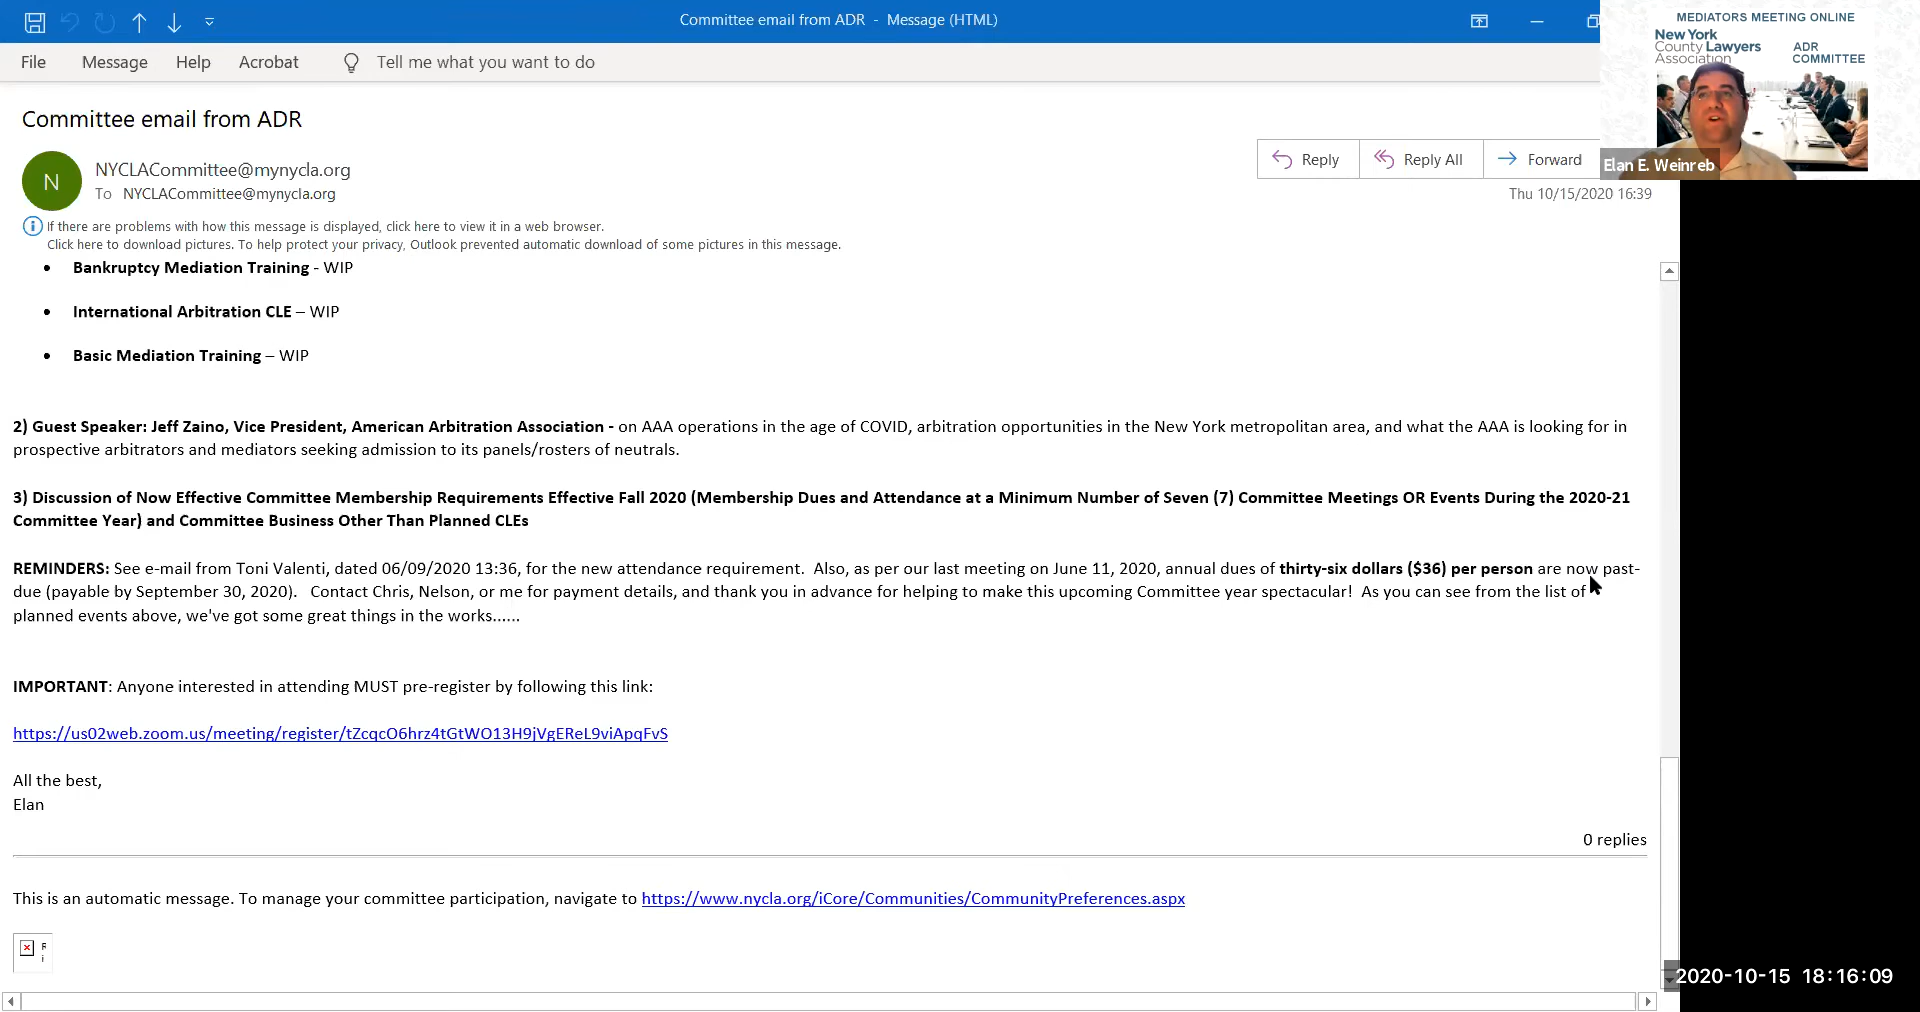 Committee email from ADR - Message (HTML)
File Message Help Acrobat Tell me what you want to do
MEDIATORS MEETING ONLINE
New York
County Lawyers
Association
ADR
COMMITTEE
Elan E. Weinreb
Committee email from ADR
N
NYCLACommittee@mynycla.org
To NYCLACommittee@mynycla.org
Reply Reply All Forward
Thu 10/15/2020 16:39
If there are problems with how this message is displayed, click here to view it in a web browser.
Click here to download pictures. To help protect your privacy, Outlook prevented automatic download of some pictures in this message.
• Bankruptcy Mediation Training - WIP
• International Arbitration CLE – WIP
• Basic Mediation Training – WIP
2) Guest Speaker: Jeff Zaino, Vice President, American Arbitration Association - on AAA operations in the age of COVID, arbitration opportunities in the New York metropolitan area, and what the AAA is looking for in
prospective arbitrators and mediators seeking admission to its panels/rosters of neutrals.
3) Discussion of Now Effective Committee Membership Requirements Effective Fall 2020 (Membership Dues and Attendance at a Minimum Number of Seven (7) Committee Meetings OR Events During the 2020-21
Committee Year) and Committee Business Other Than Planned CLEs
REMINDERS: See e-mail from Toni Valenti, dated 06/09/2020 13:36, for the new attendance requirement.  Also, as per our last meeting on June 11, 2020, annual dues of thirty-six dollars ($36) per person are now past-
due (payable by September 30, 2020).   Contact Chris, Nelson, or me for payment details, and thank you in advance for helping to make this upcoming Committee year spectacular!  As you can see from the list of
planned events above, we've got some great things in the works......
IMPORTANT: Anyone interested in attending MUST pre-register by following this link:
https://us02web.zoom.us/meeting/register/tZcqcO6hrz4tGtWO13H9jVgEReL9viApqFvS
All the best,
Elan
0 replies
This is an automatic message. To manage your committee participation, navigate to https://www.nycla.org/iCore/Communities/CommunityPreferences.aspx
R
i
2020-10-15 18:16:09